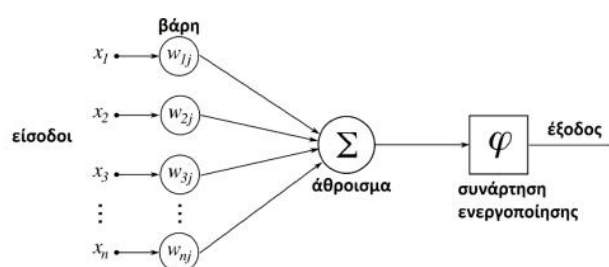 βάρη
x₁ w₁ⱼ
x₂ w₂ⱼ
είσοδοι
x₃ w₃ⱼ
⋮ ⋮
xₙ wₙⱼ
Σ
άθροισμα
φ
συνάρτηση
ενεργοποίησης
έξοδος